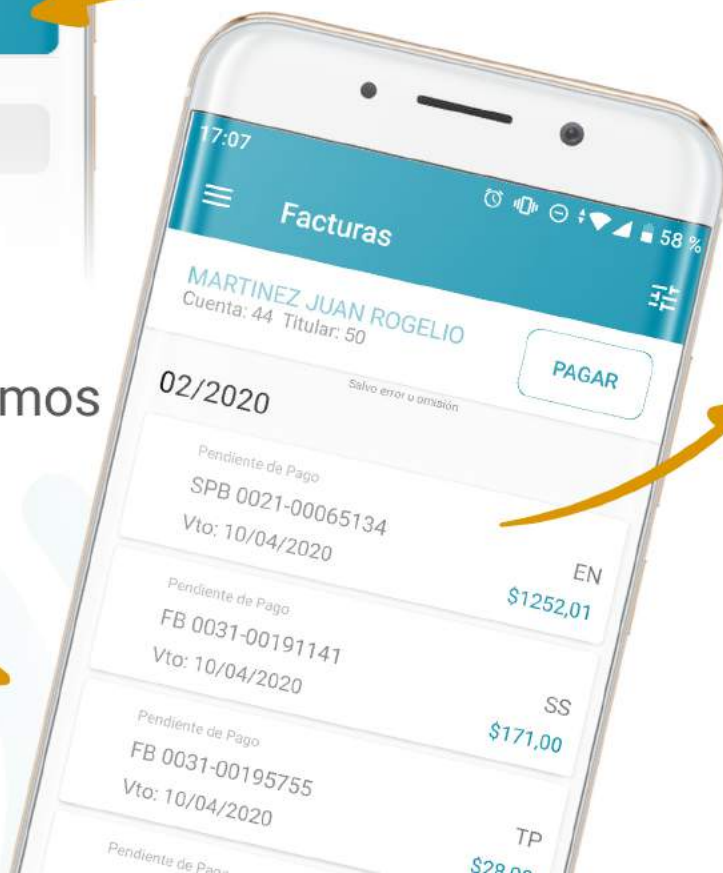 17:07
58 %
Facturas
MARTINEZ JUAN ROGELIO
Cuenta: 44 Titular: 50
PAGAR
mos
02/2020
Salvo error u omisión
Pendiente de Pago
SPB 0021-00065134
Vto: 10/04/2020
EN
$1252,01
Pendiente de Pago
FB 0031-00191141
Vto: 10/04/2020
SS
$171,00
Pendiente de Pago
FB 0031-00195755
Vto: 10/04/2020
TP
Pendiente de